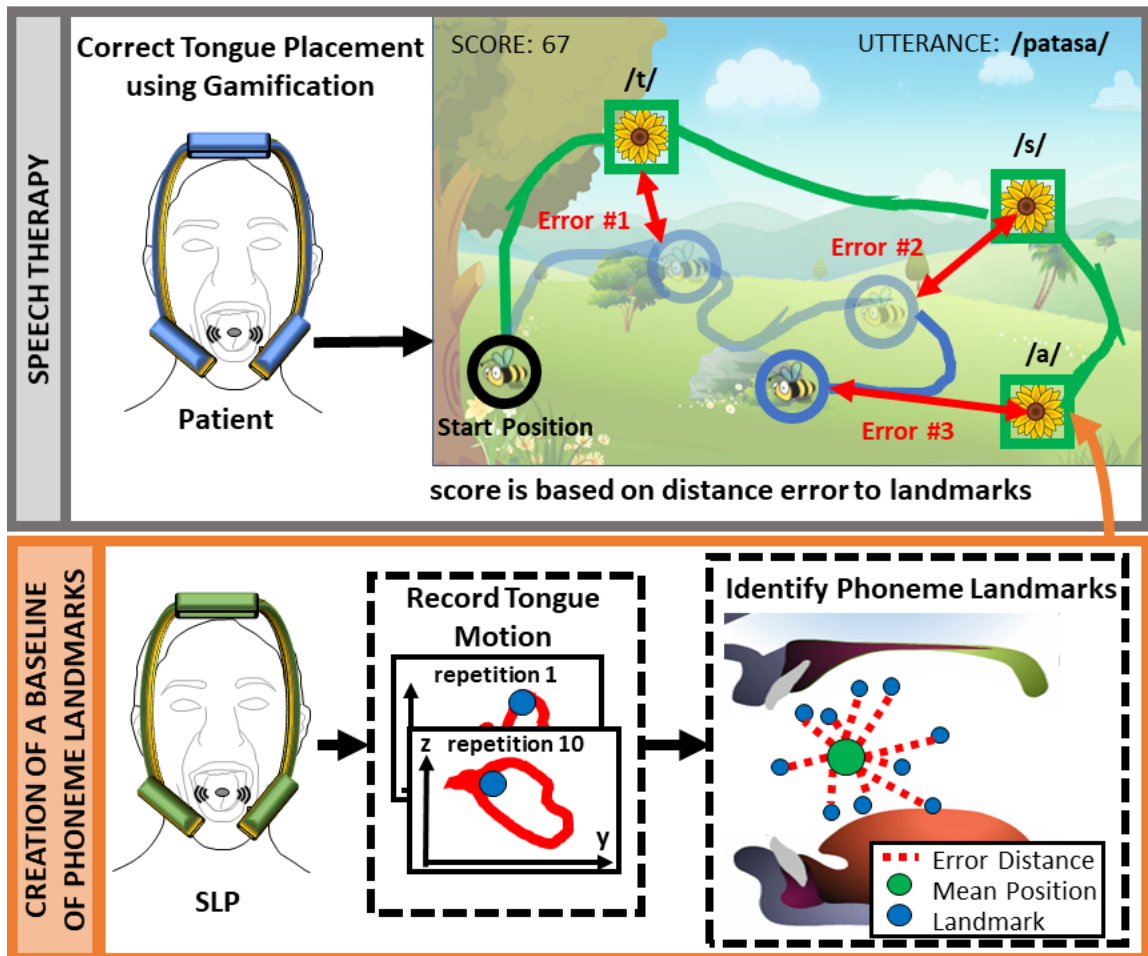 SPEECH THERAPY
Correct Tongue Placement
using Gamification
Patient
SCORE: 67
UTTERANCE: /patasa/
/t/
/s/
/a/
Error #1
Error #2
Error #3
Start Position
score is based on distance error to landmarks
CREATION OF A BASELINE
OF PHONEME LANDMARKS
SLP
Record Tongue
Motion
repetition 1
z
repetition 10
y
Identify Phoneme Landmarks
Error Distance
Mean Position
Landmark